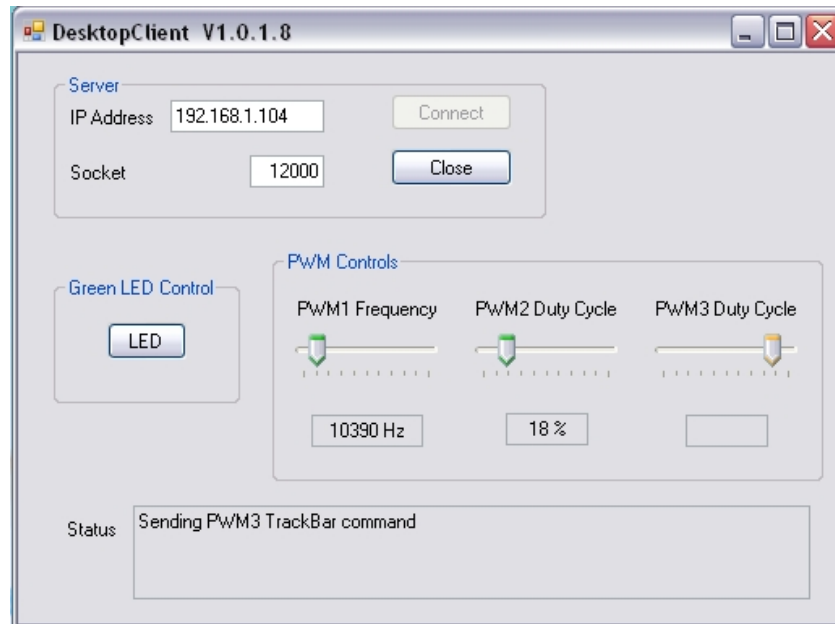 DesktopClient V1.0.1.8
Server
IP Address 192.168.1.104 Connect
Socket 12000 Close
Green LED Control
LED
PWM Controls
PWM1 Frequency PWM2 Duty Cycle PWM3 Duty Cycle
10390 Hz 18 %
Status Sending PWM3 TrackBar command